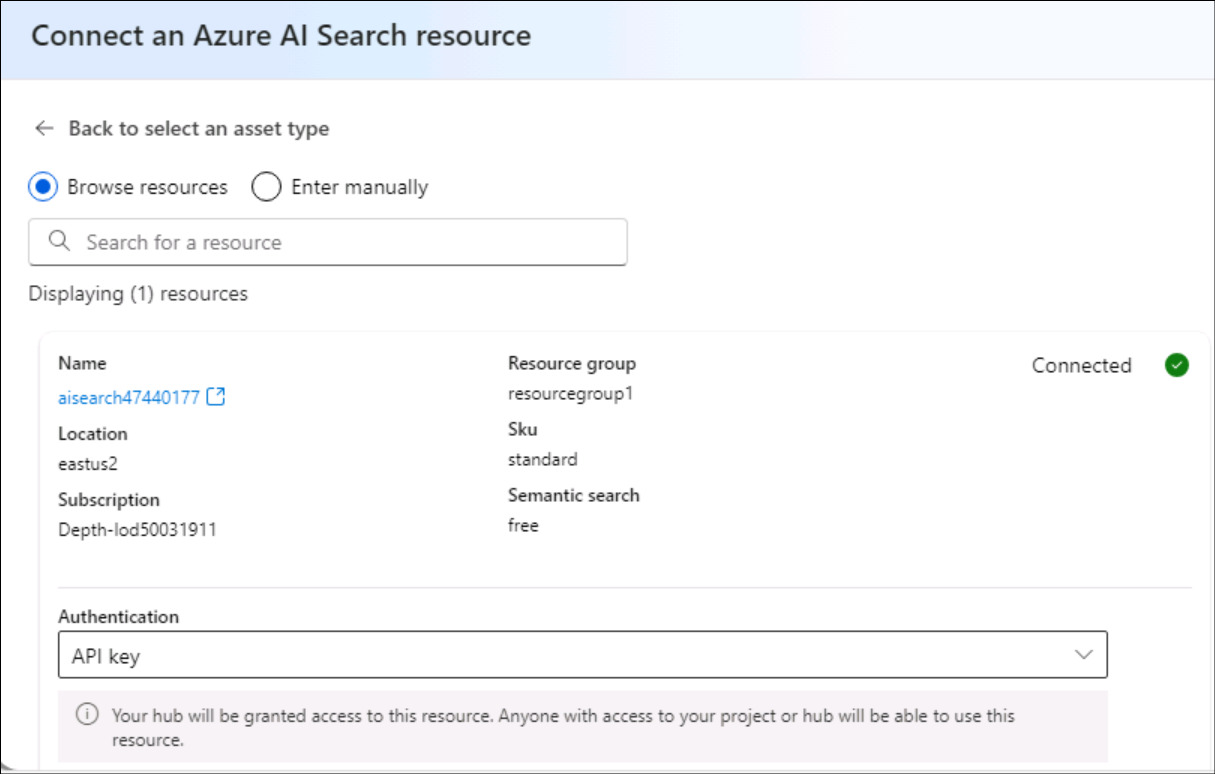 Connect an Azure AI Search resource
Back to select an asset type
Browse resources
Enter manually
Search for a resource
Displaying (1) resources
Name
aisearch47440177
Location
eastus2
Subscription
Depth-lod50031911
Resource group
resourcegroup1
Sku
standard
Semantic search
free
Connected
Authentication
API key
Your hub will be granted access to this resource. Anyone with access to your project or hub will be able to use this
resource.